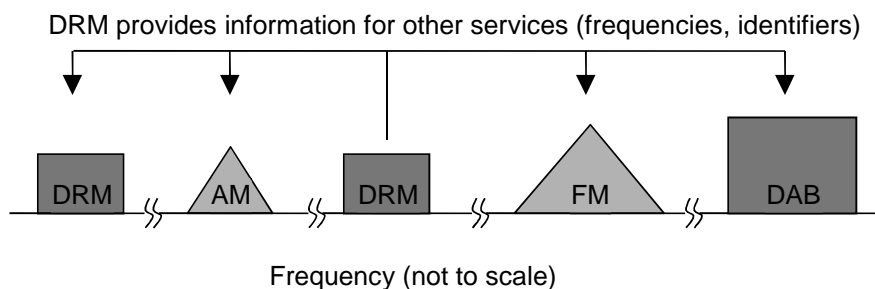 DRM provides information for other services (frequencies, identifiers)
DRM AM DRM FM DAB
Frequency (not to scale)